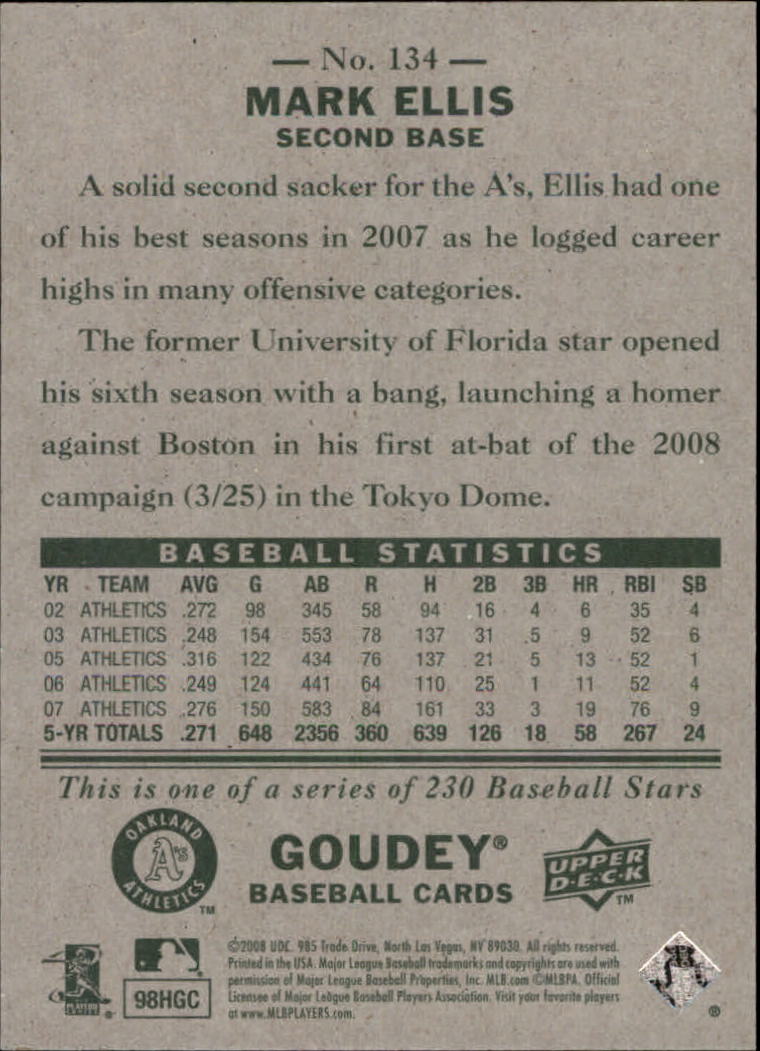 — No. 134 —
MARK ELLIS
SECOND BASE
A solid second sacker for the A's, Ellis had one
of his best seasons in 2007 as he logged career
highs in many offensive categories.
The former University of Florida star opened
his sixth season with a bang, launching a homer
against Boston in his first at-bat of the 2008
campaign (3/25) in the Tokyo Dome.
BASEBALL STATISTICS
YR TEAM AVG G AB R H 2B 3B HR RBI SB
02 ATHLETICS .272 98 345 58 94 16 4 6 35 4
03 ATHLETICS .248 154 553 78 137 31 5 9 52 6
05 ATHLETICS .316 122 434 76 137 21 5 13 52 1
06 ATHLETICS .249 124 441 64 110 25 1 11 52 4
07 ATHLETICS .276 150 583 84 161 33 3 19 76 9
5-YR TOTALS .271 648 2356 360 639 126 18 58 267 24
This is one of a series of 230 Baseball Stars
OAKLAND
A's
ATHLETICS
TM
GOUDEY®
BASEBALL CARDS
UPPER
D·E·C·K
TM
PLAYERS
CHOICE
®
98HGC
©2008 UDC. 985 Trade Drive, North Las Vegas, NV 89030. All rights reserved.
Printed in the USA. Major League Baseball trademarks and copyrights are used with
permission of Major League Baseball Properties, Inc. MLB.com ©MLBPA. Official
Licensee of Major League Baseball Players Association. Visit your favorite players
at www.MLBPLAYERS.com.
®